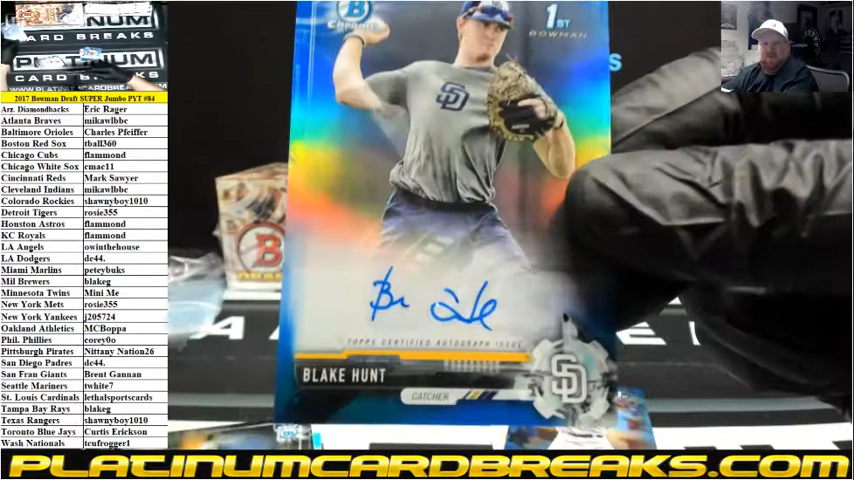 PLATINUM
CARD BREAKS
2017 Bowman Draft SUPER Jumbo PYT #84
Arz. Diamondbacks Eric Rager
Atlanta Braves mikawlbbc
Baltimore Orioles Charles Pfeiffer
Boston Red Sox tball360
Chicago Cubs flammond
Chicago White Sox cmac11
Cincinnati Reds Mark Sawyer
Cleveland Indians mikawlbbc
Colorado Rockies shawnyboy1010
Detroit Tigers rosie355
Houston Astros flammond
KC Royals flammond
LA Angels owinthehouse
LA Dodgers dc44.
Miami Marlins peteybuks
Mil Brewers blakeg
Minnesota Twins Mini Me
New York Mets rosie355
New York Yankees j205724
Oakland Athletics MCBoppa
Phil. Phillies corey0o
Pittsburgh Pirates Nittany Nation26
San Diego Padres dc44.
San Fran Giants Brent Gannan
Seattle Mariners twhite7
St. Louis Cardinals lethalsportscards
Tampa Bay Rays blakeg
Texas Rangers shawnyboy1010
Toronto Blue Jays Curtis Erickson
Wash Nationals tcufrogger1
Chrome
1ST
BOWMAN
SD
TOPPS CERTIFIED AUTOGRAPH ISSUE
BLAKE HUNT
CATCHER
SD
PLATINUMCARDBREAKS.COM